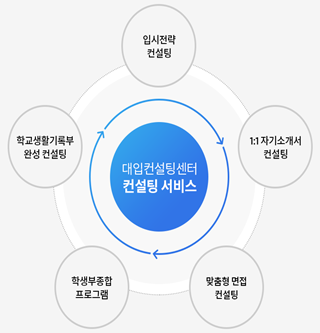 입시전략
컨설팅
학교생활기록부
완성 컨설팅
1:1 자기소개서
컨설팅
대입컨설팅센터
컨설팅 서비스
학생부종합
프로그램
맞춤형 면접
컨설팅